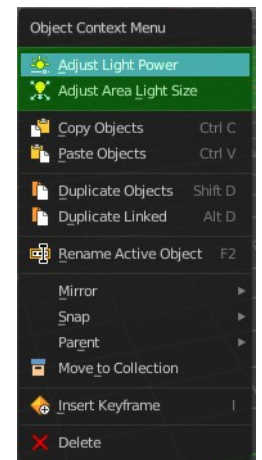 Object Context Menu
Adjust Light Power
Adjust Area Light Size
Copy Objects Ctrl C
Paste Objects Ctrl V
Duplicate Objects Shift D
Duplicate Linked Alt D
Rename Active Object F2
Mirror
Snap
Parent
Move to Collection
Insert Keyframe I
Delete